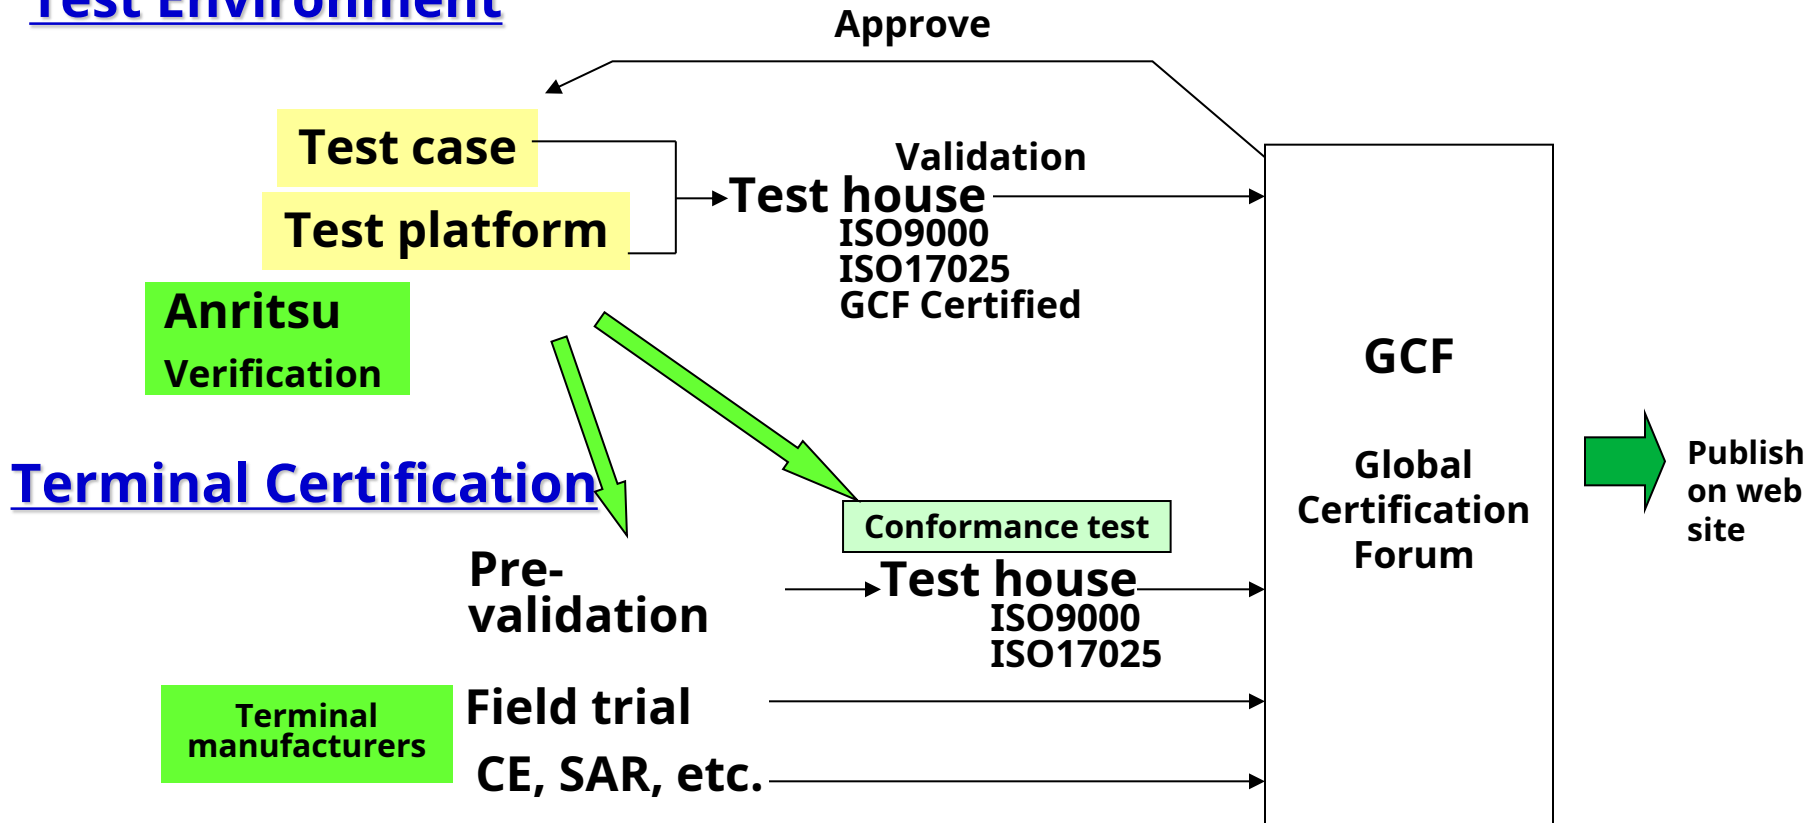 Test Environment
Approve
Test case
Validation
Test house
Test platform
ISO9000
ISO17025
GCF Certified
Anritsu
Verification
GCF
Global
Certification
Forum
Publish
on web
site
Terminal Certification
Conformance test
Pre-
validation
Test house
ISO9000
ISO17025
Terminal
manufacturers
Field trial
CE, SAR, etc.